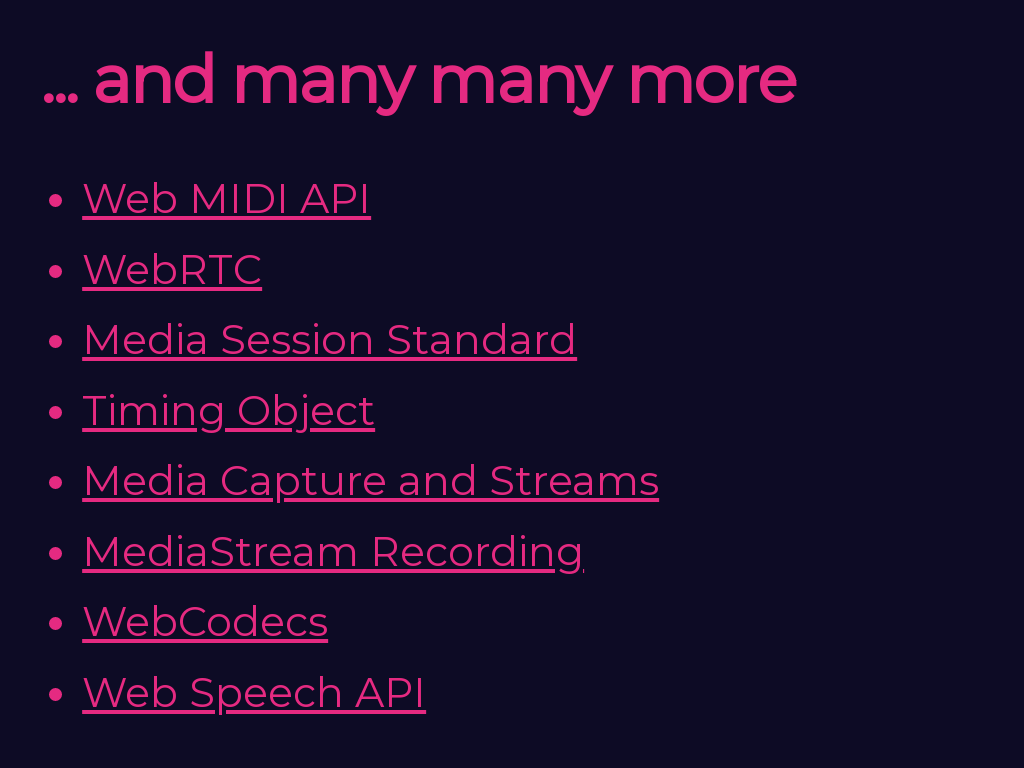 ... and many many more
• Web MIDI API
• WebRTC
• Media Session Standard
• Timing Object
• Media Capture and Streams
• MediaStream Recording
• WebCodecs
• Web Speech API